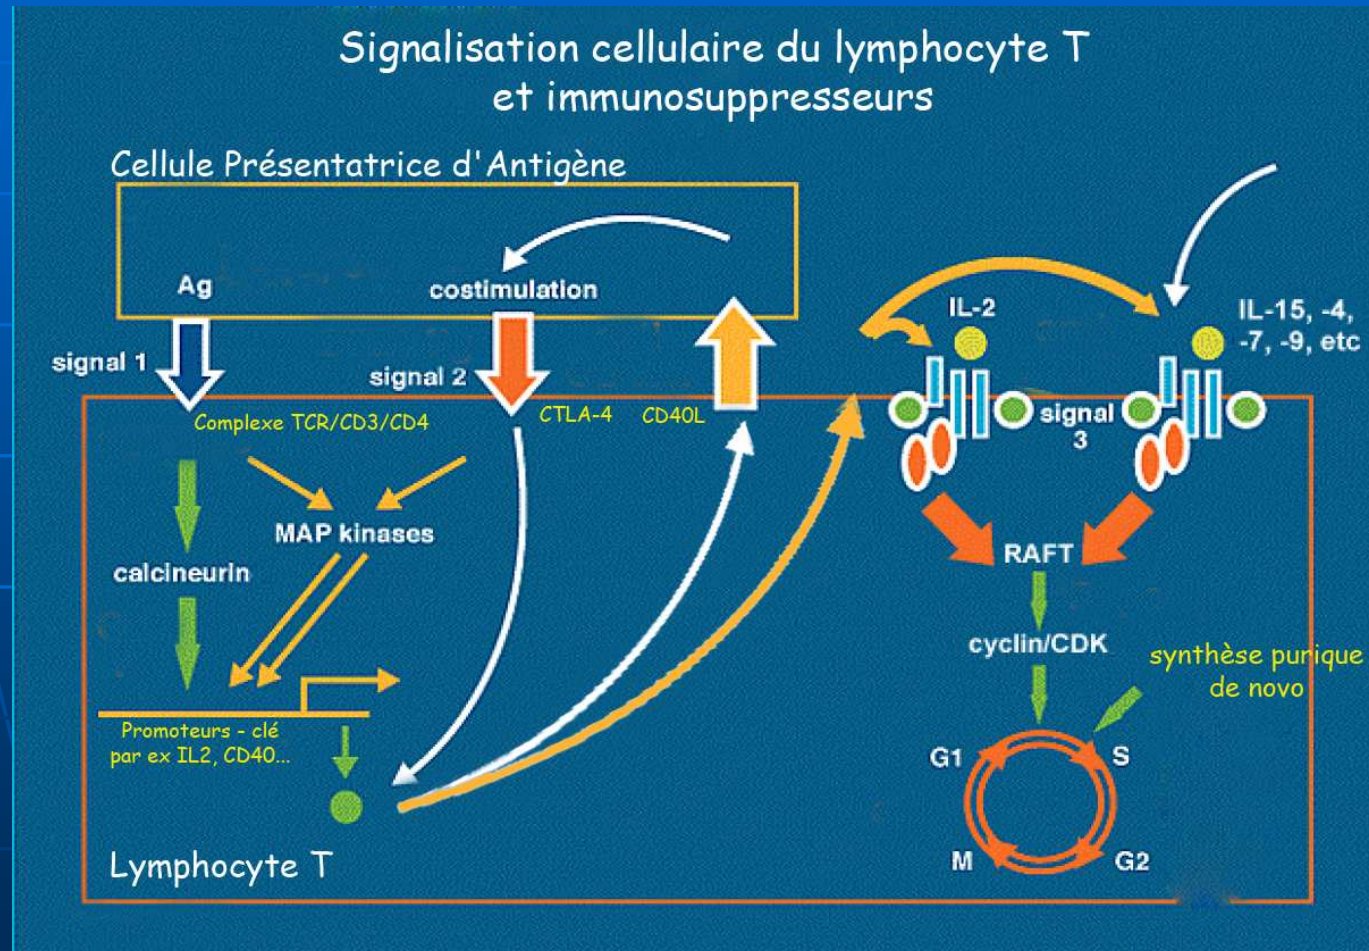 Signalisation cellulaire du lymphocyte T
et immunosuppresseurs
Cellule Présentatrice d'Antigène
Ag
costimulation
IL-2
IL-15, -4,
-7, -9, etc
signal 1
signal 2
Complexe TCR/CD3/CD4
CTLA-4
CD40L
signal
3
MAP kinases
calcineurin
RAFT
cyclin/CDK
synthèse purique
de novo
Promoteurs - clé
par ex IL2, CD40...
G1
S
M
G2
Lymphocyte T